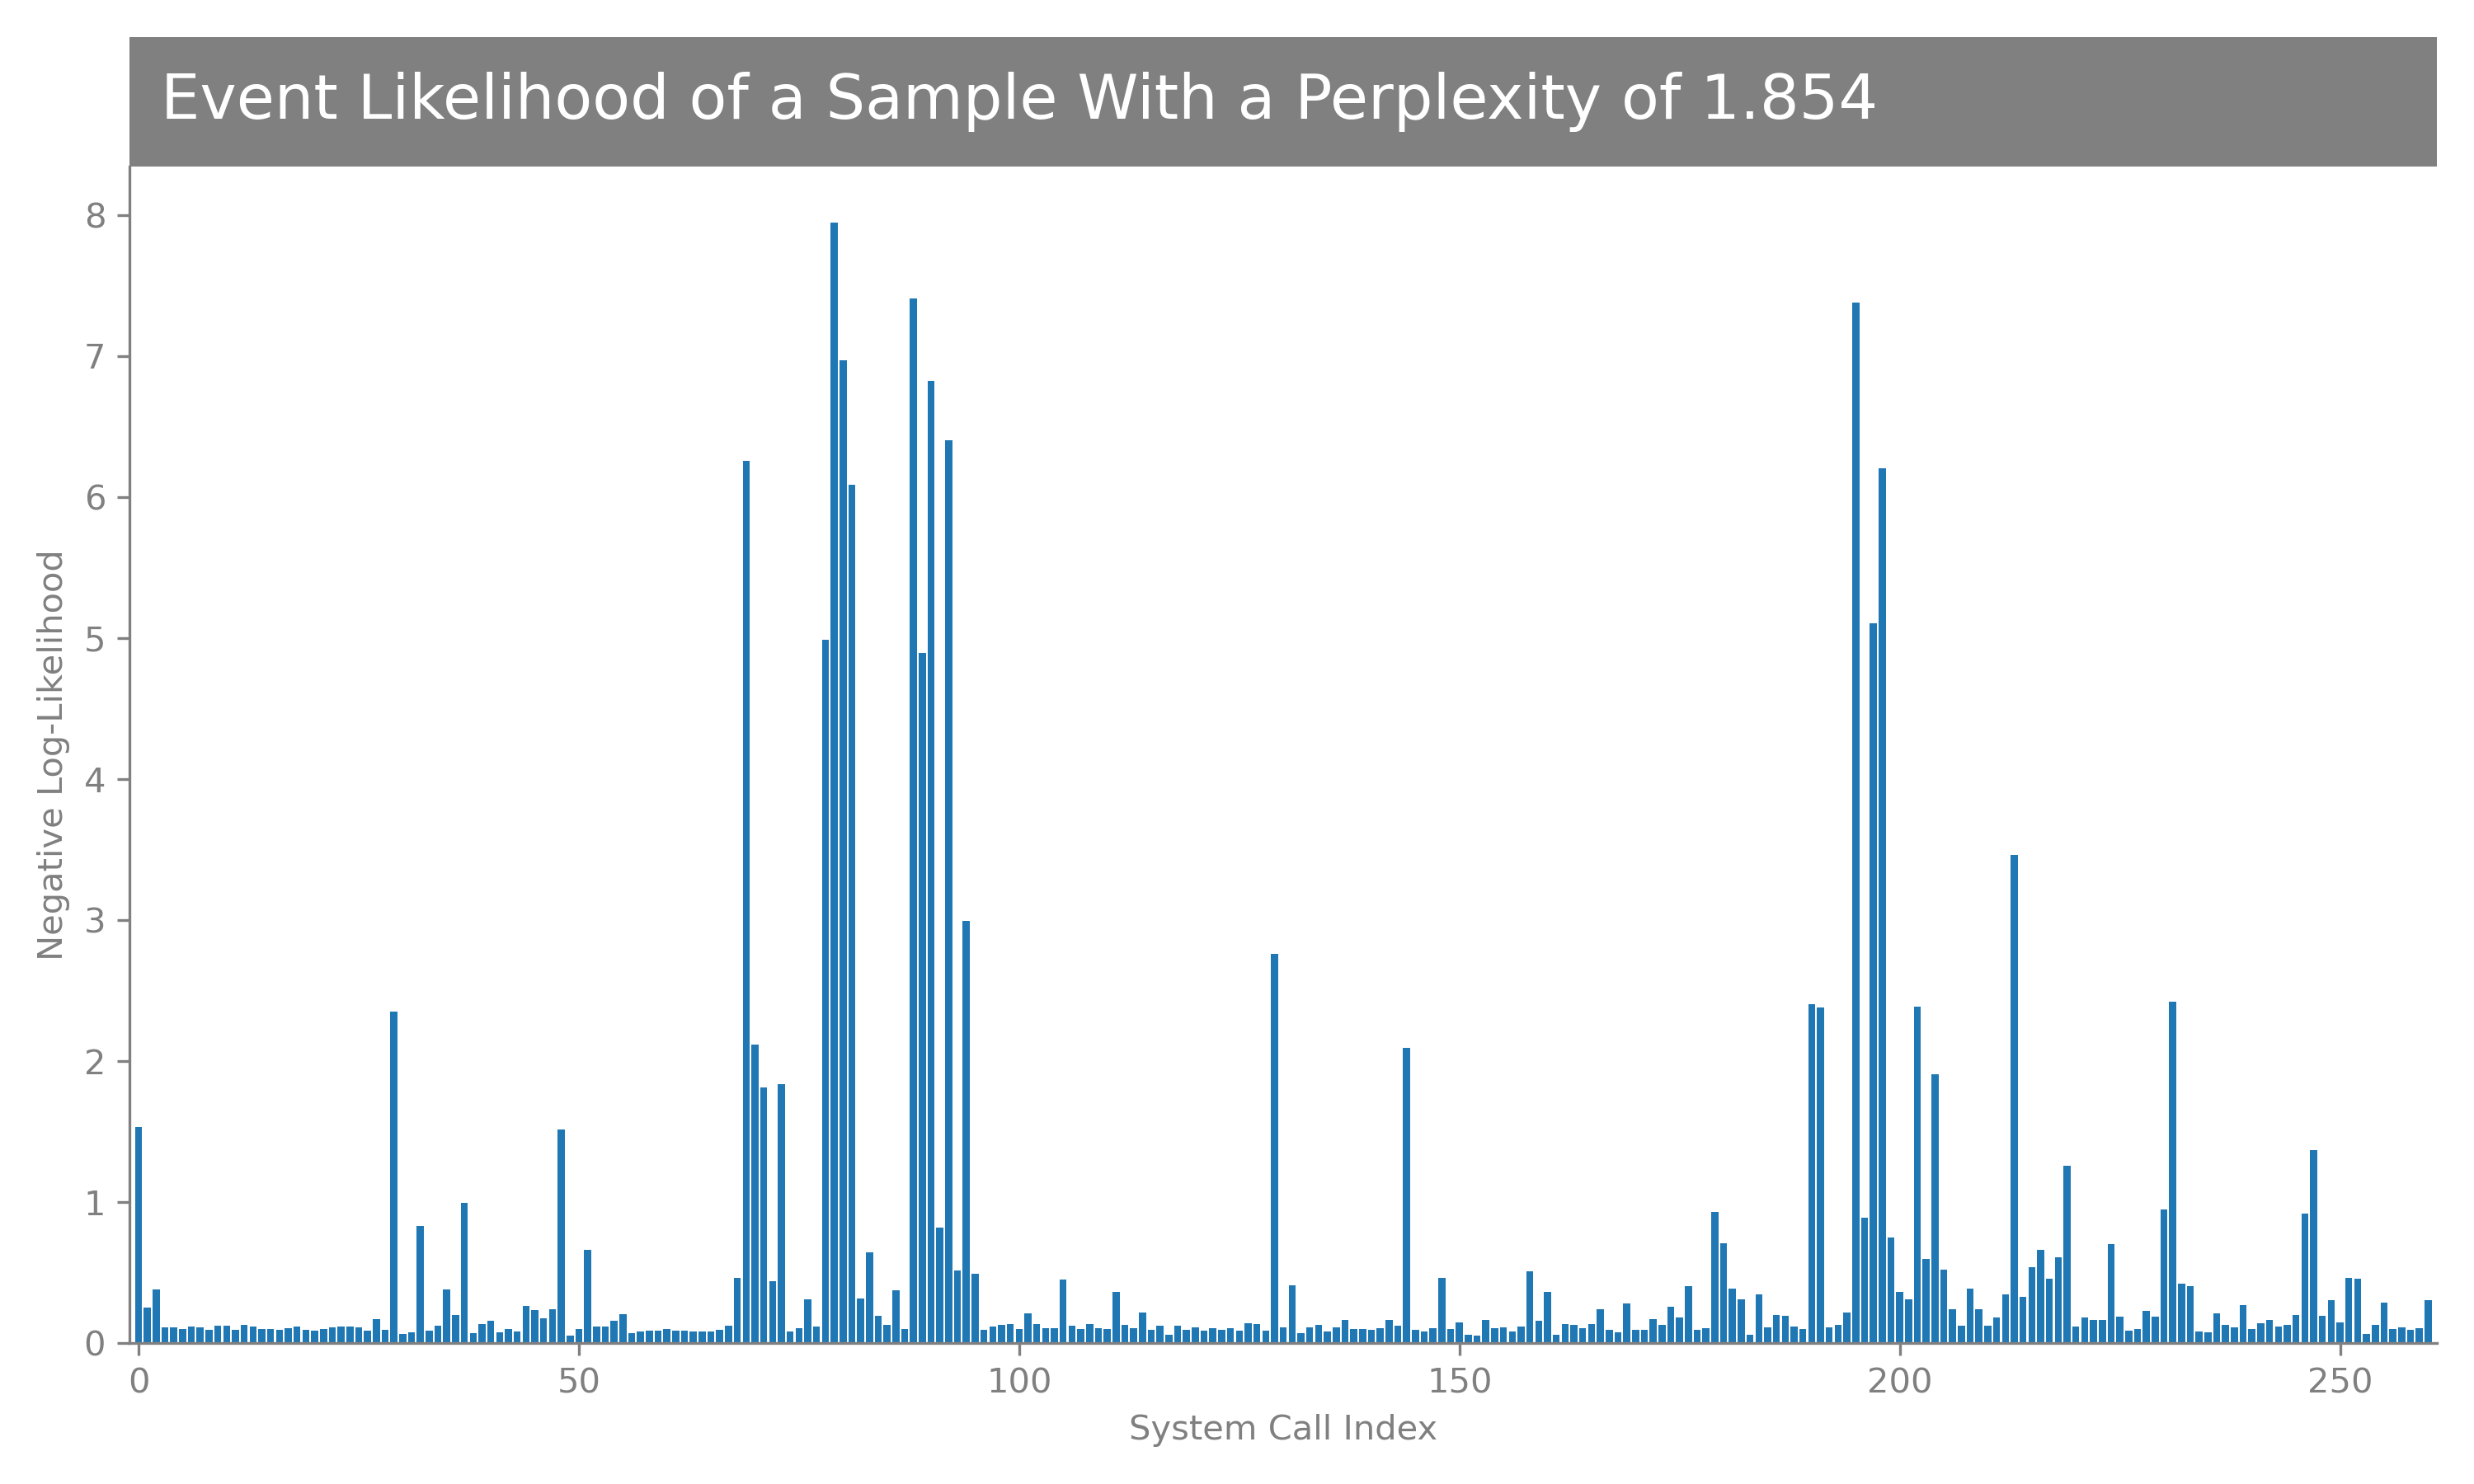 Event Likelihood of a Sample With a Perplexity of 1.854
8
7
6
5
4
3
2
1
0
Negative Log-Likelihood
0 50 100 150 200 250
System Call Index